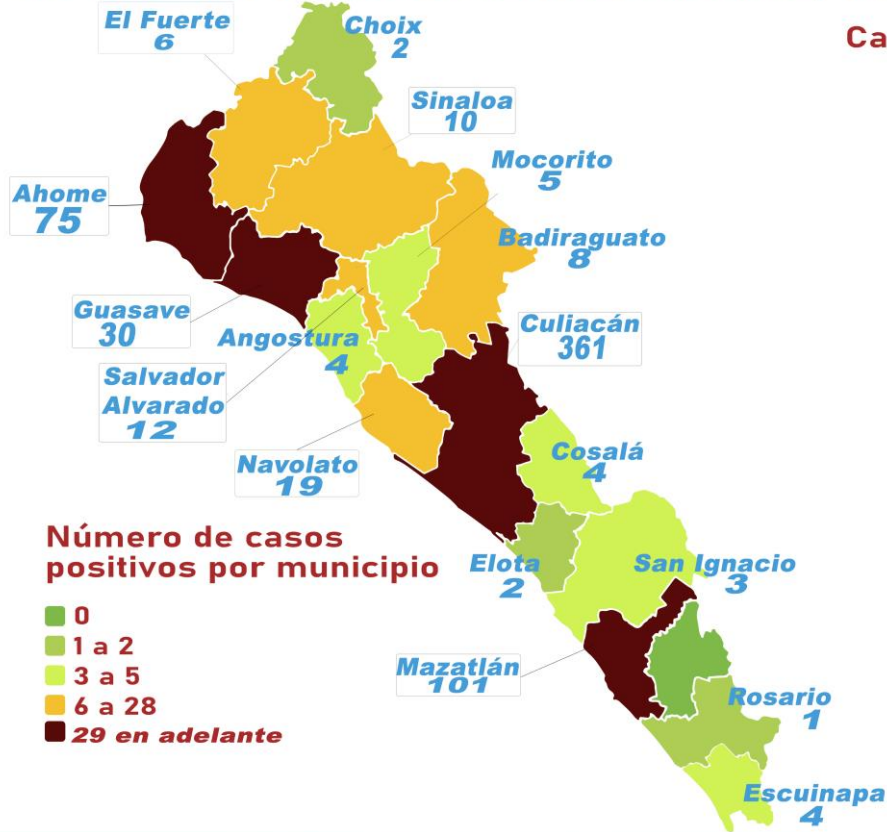 El Fuerte
6
Choix
2
Ca
Sinaloa
10
Mocorito
5
Ahome
75
Badiraguato
8
Guasave
30
Angostura
4
Culiacán
361
Salvador
Alvarado
12
Navolato
19
Cosalá
4
Número de casos
positivos por municipio
Elota
2
San Ignacio
3
0
1 a 2
3 a 5
6 a 28
29 en adelante
Mazatlán
101
Rosario
1
Escuinapa
4